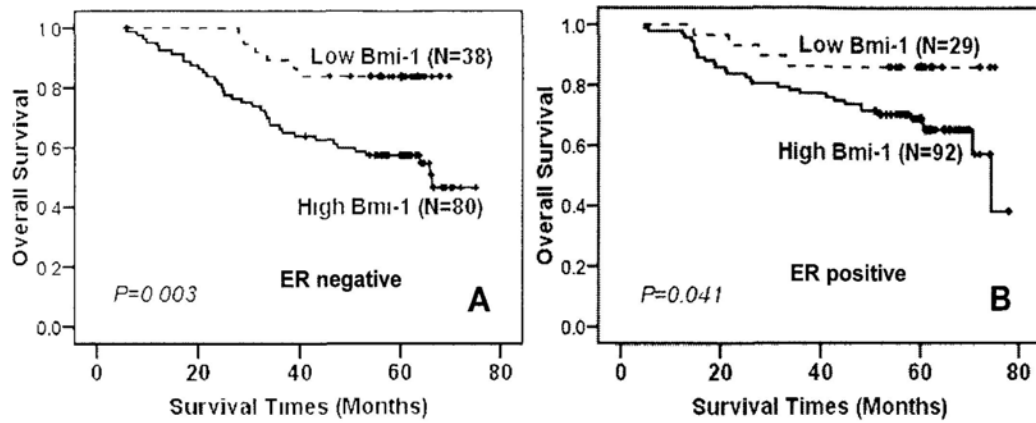 Overall Survival
1.0
0.8
0.6
0.4
0.2
0.0
Low Bmi-1 (N=38)
High Bmi-1 (N=80)
ER negative
P=0 003
A
0 20 40 60 80
Survival Times (Months)
Overall Survival
1.0
0.8
0.6
0.4
0.2
0.0
Low Bmi-1 (N=29)
High Bmi-1 (N=92)
ER positive
P=0.041
B
0 20 40 60 80
Survival Times (Months)